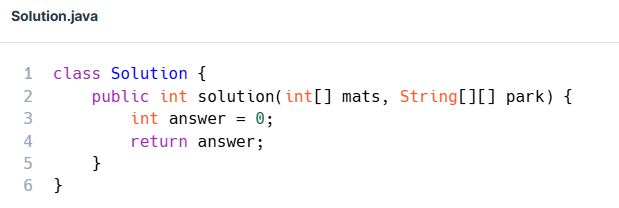 Solution.java
1 class Solution {
2     public int solution(int[] mats, String[][] park) {
3         int answer = 0;
4         return answer;
5     }
6 }